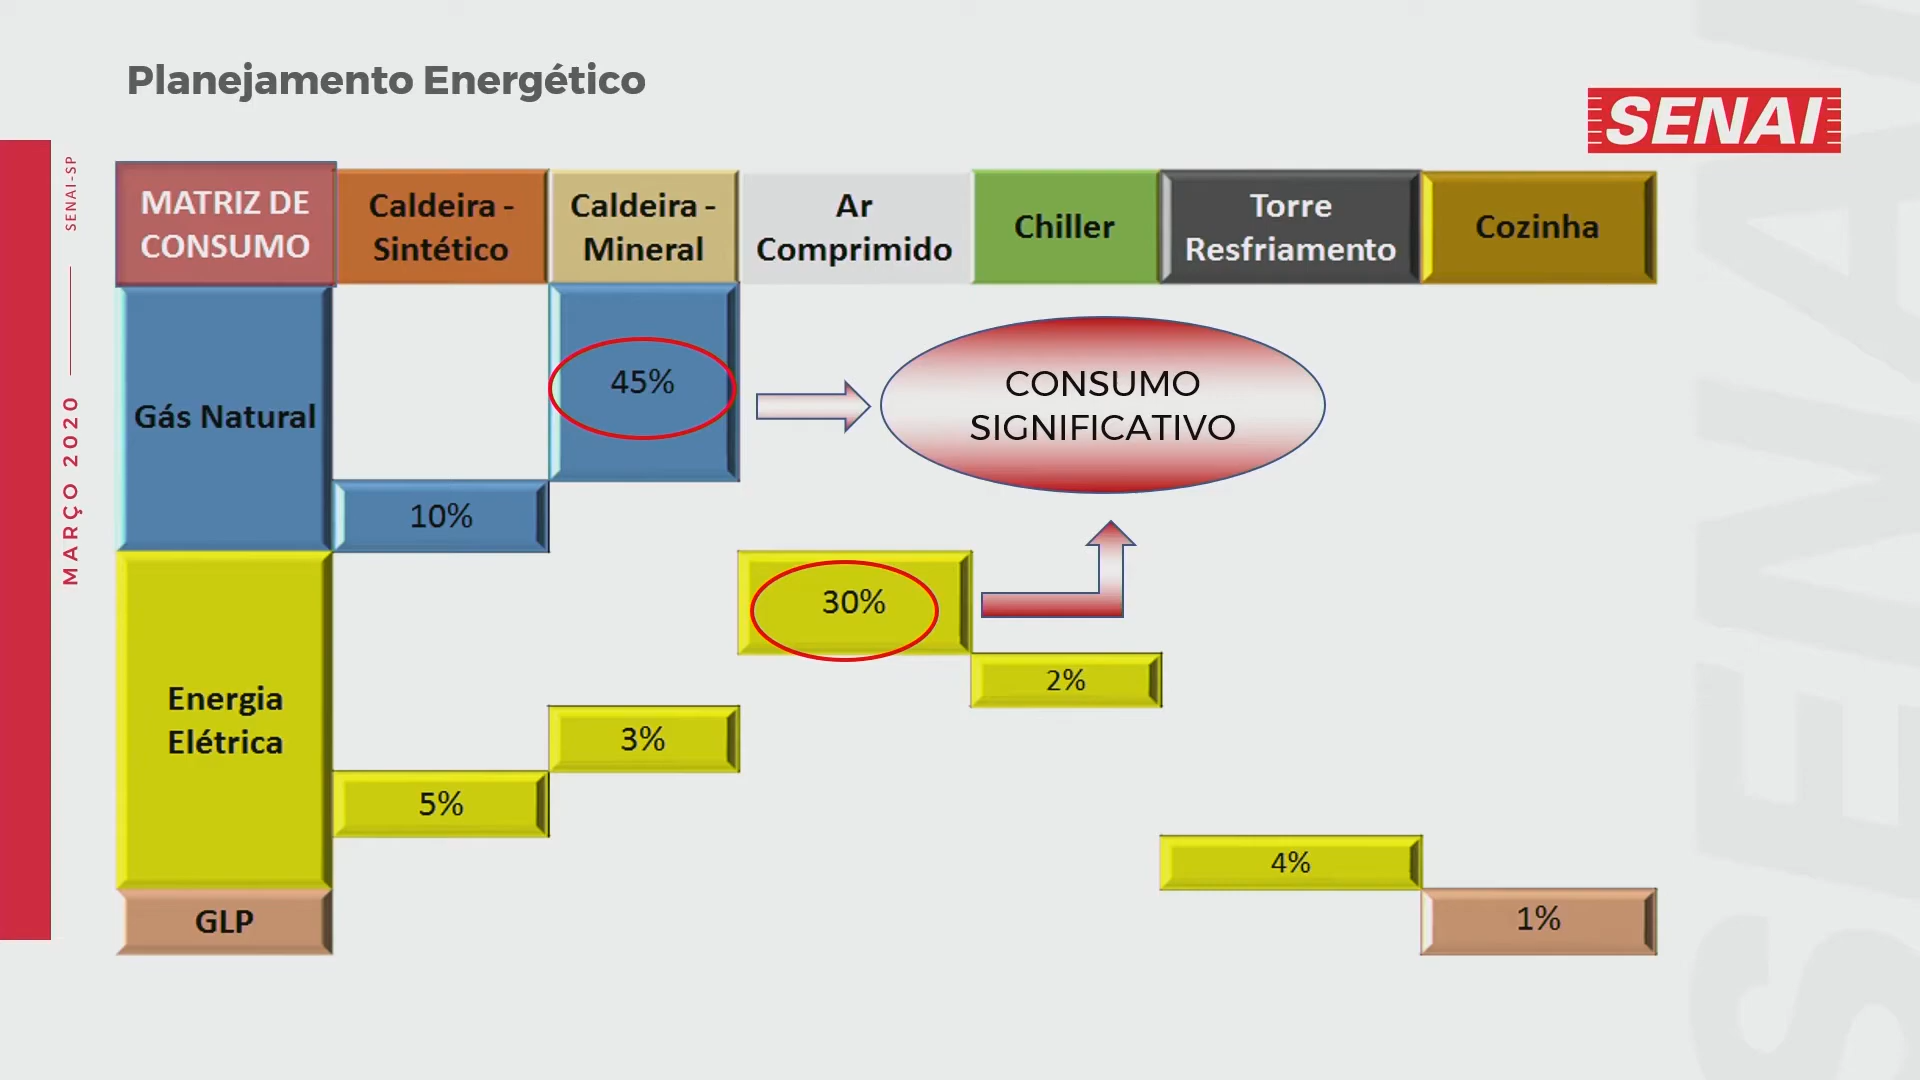 Planejamento Energético
SENAI
SENAI-SP
MARÇO 2020
MATRIZ DE
CONSUMO
Caldeira -
Sintético
Caldeira -
Mineral
Ar
Comprimido
Chiller
Torre
Resfriamento
Cozinha
Gás Natural
45%
CONSUMO
SIGNIFICATIVO
10%
Energia
Elétrica
30%
2%
3%
5%
4%
GLP
1%
SENAI